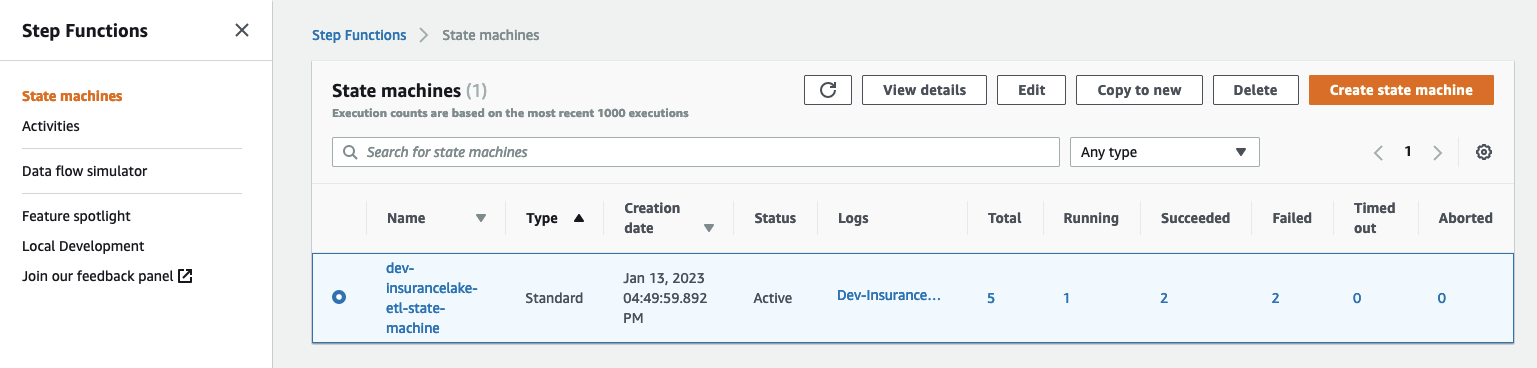 Step Functions
State machines
Activities
Data flow simulator
Feature spotlight
Local Development
Join our feedback panel
Step Functions State machines
State machines (1)
Execution counts are based on the most recent 1000 executions
View details Edit Copy to new Delete Create state machine
Search for state machines Any type 1
Name Type Creation date Status Logs Total Running Succeeded Failed Timed out Aborted
dev-
insurancelake-
etl-state-
machine
Standard
Jan 13, 2023
04:49:59.892
PM
Active Dev-Insurance... 5 1 2 2 0 0